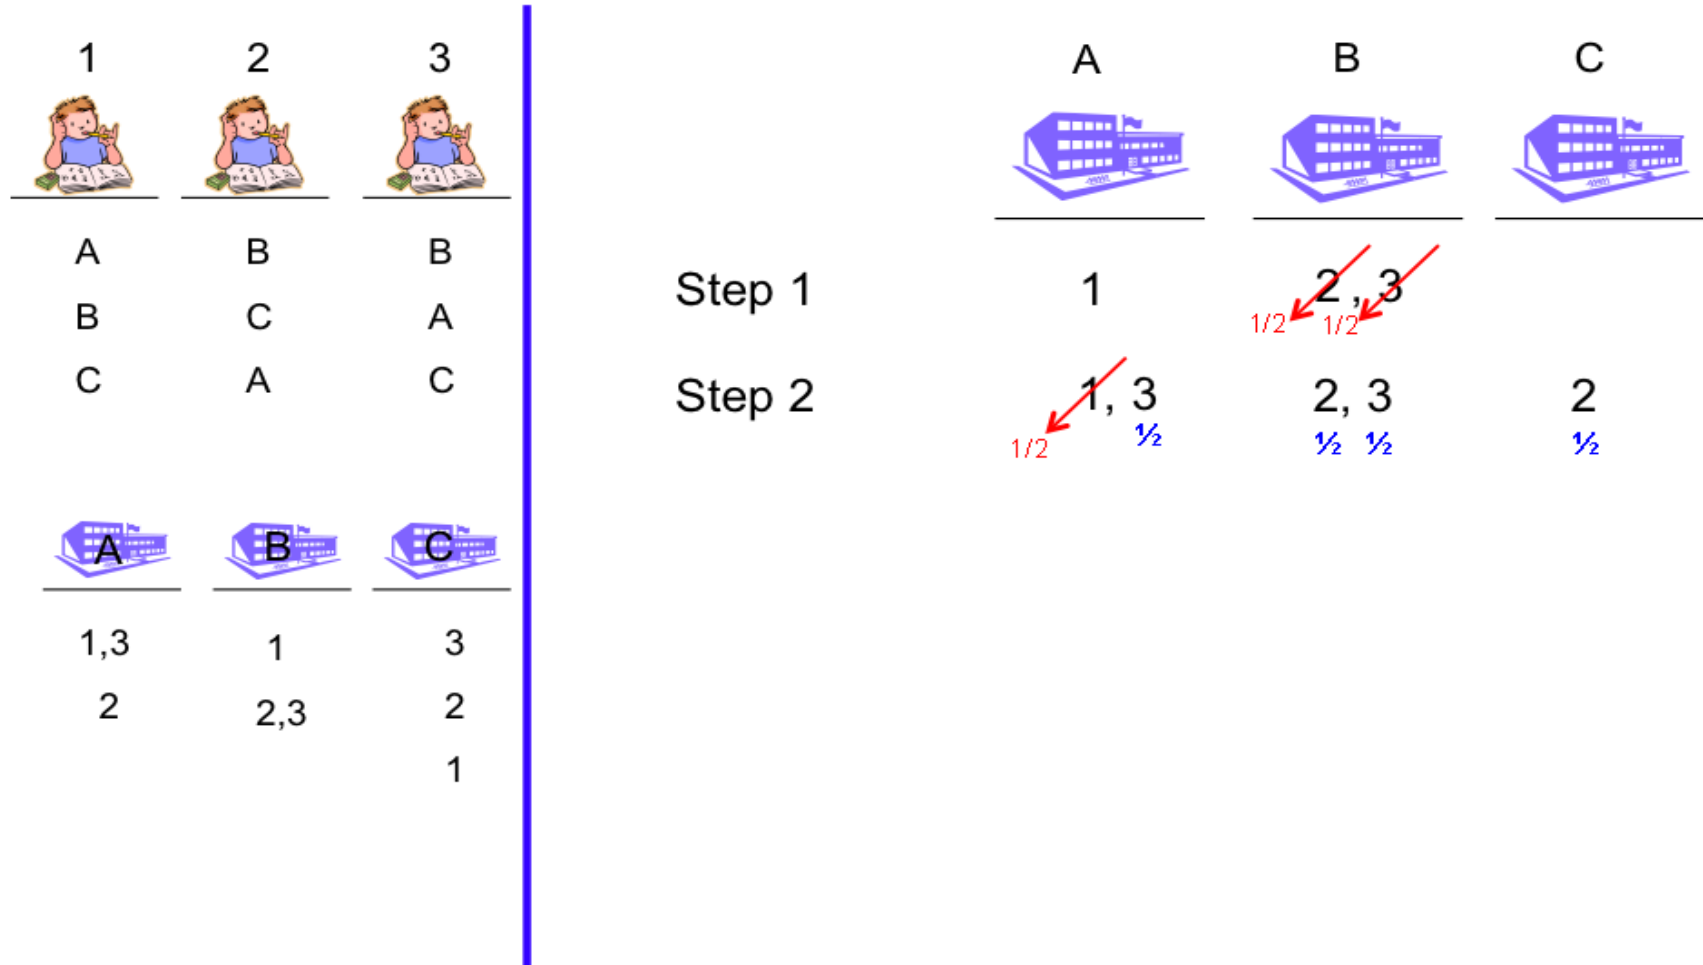 1 2 3
A B B
B C A
C A C
A B C
1,3 1 3
2 2,3 2
1
A B C
Step 1 1 2 , 3
1/2 1/2
Step 2 1, 3 2, 3 2
1/2 ½ ½ ½ ½